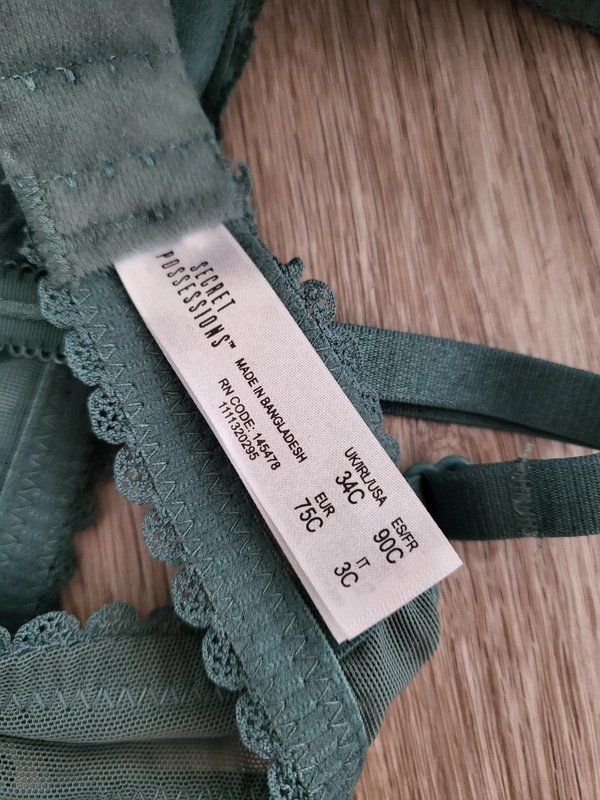 SECRET
POSSESSIONS™
MADE IN BANGLADESH
RN CODE: 145478
1111320295
UK/IRL/USA
34C
EUR
75C
ES/FR
90C
IT
3C